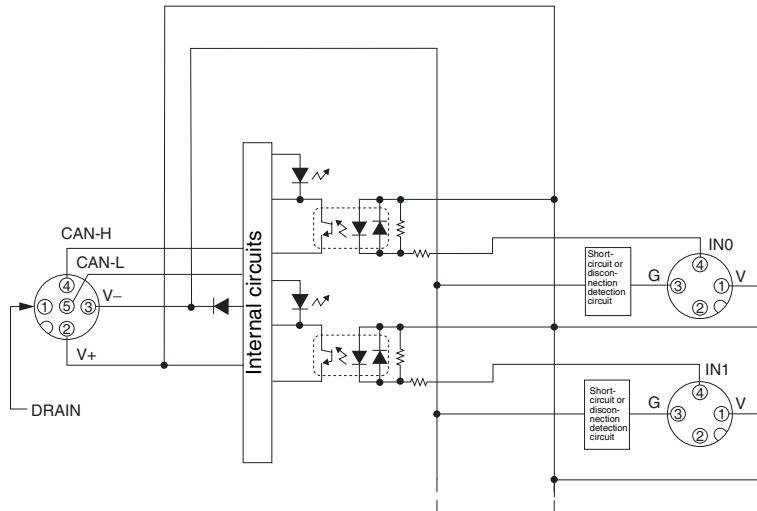 CAN-H
CAN-L
4
1
5
3
2
V–
V+
DRAIN
Internal circuits
Short-
circuit or
discon-
nection
detection
circuit
G
IN0
4
3
1
2
V
Short-
circuit or
discon-
nection
detection
circuit
G
IN1
4
3
1
2
V